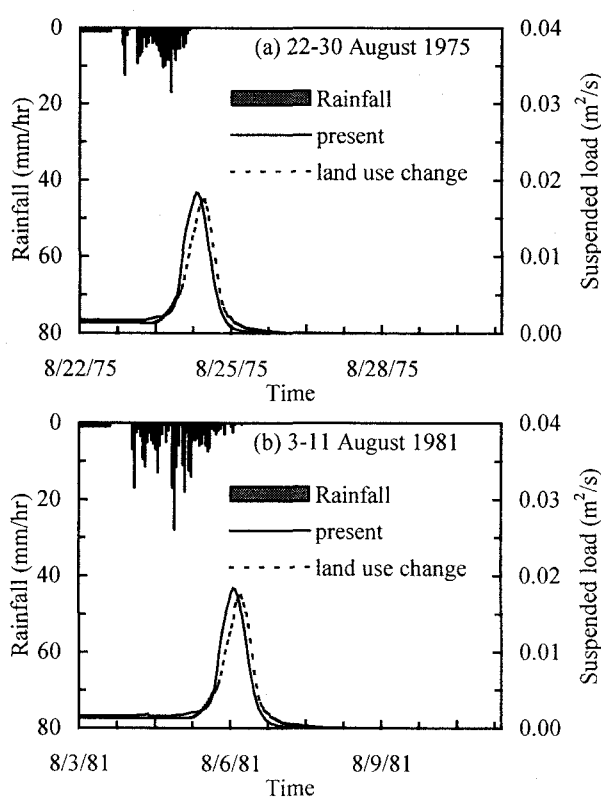 (a) 22-30 August 1975
Rainfall
present
land use change
0
20
40
60
80
Rainfall (mm/hr)
0.04
0.03
0.02
0.01
0.00
Suspended load (m²/s)
8/22/75
8/25/75
8/28/75
Time
(b) 3-11 August 1981
Rainfall
present
land use change
0
20
40
60
80
Rainfall (mm/hr)
0.04
0.03
0.02
0.01
0.00
Suspended load (m²/s)
8/3/81
8/6/81
8/9/81
Time